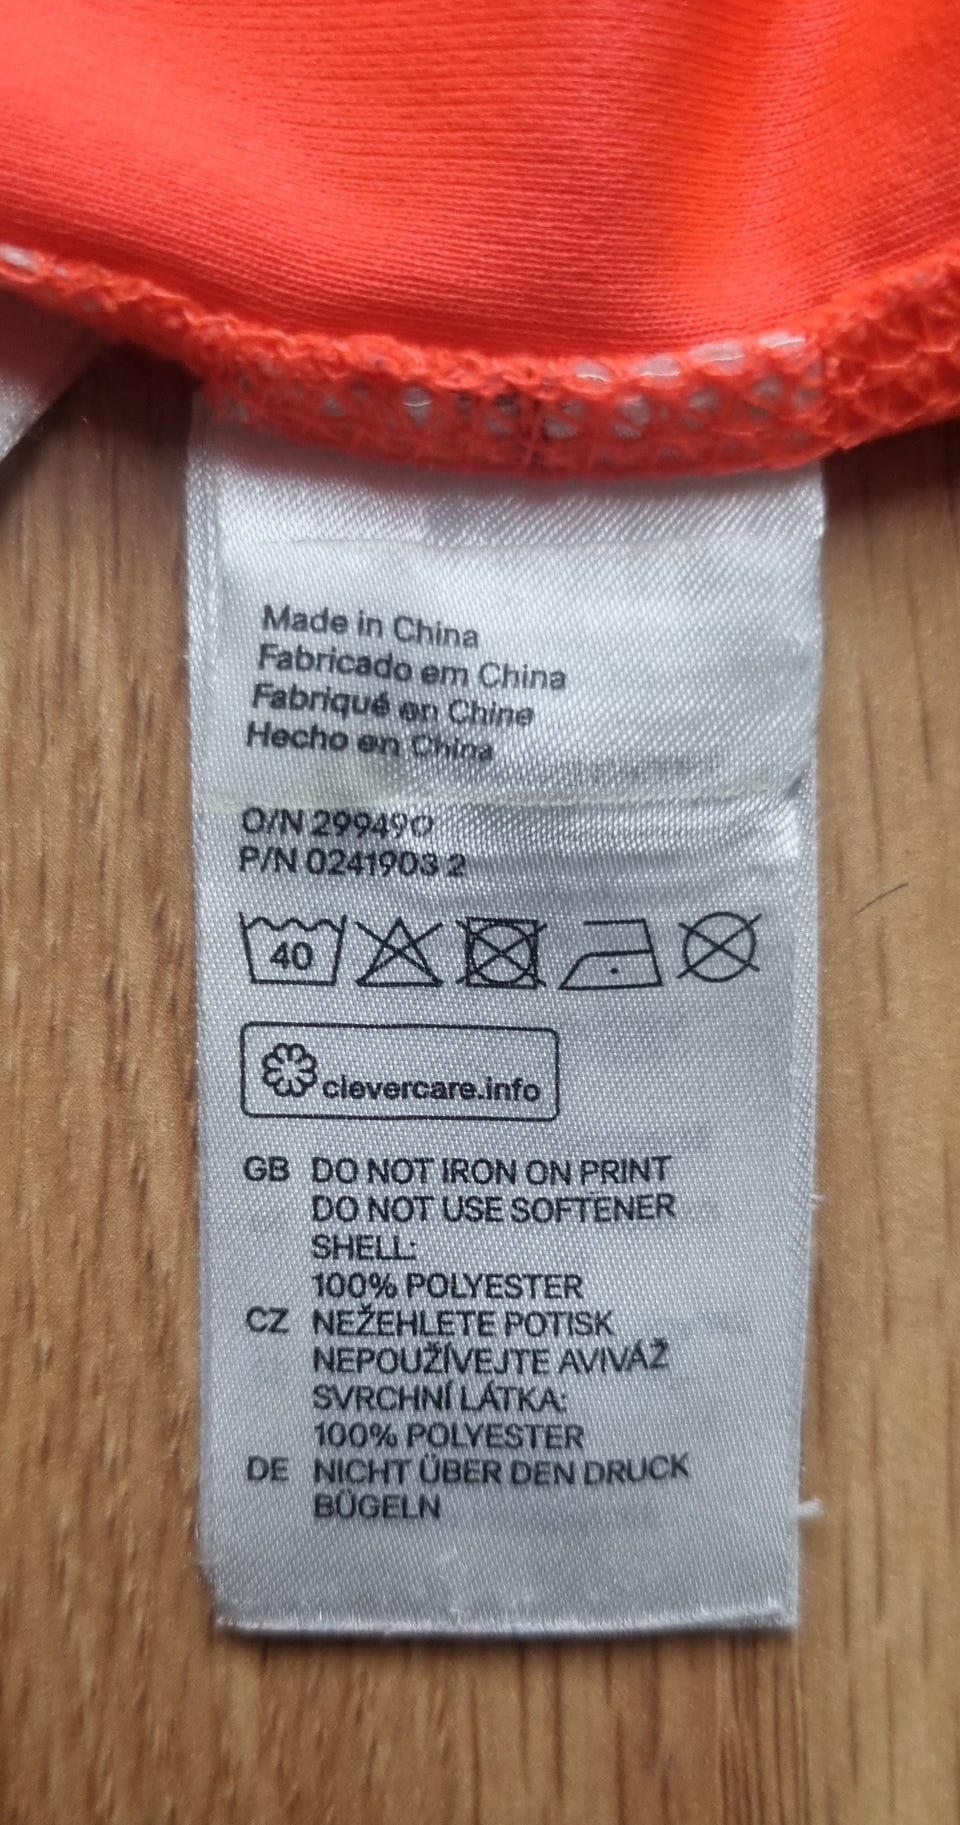 Made in China
Fabricado em China
Fabriqué en Chine
Hecho en China
O/N 299490
P/N 0241903 2
40
clevercare.info
GB DO NOT IRON ON PRINT
DO NOT USE SOFTENER
SHELL:
100% POLYESTER
CZ NEŽEHLETE POTISK
NEPOUŽÍVEJTE AVIVÁŽ
SVRCHNÍ LÁTKA:
100% POLYESTER
DE NICHT ÜBER DEN DRUCK
BÜGELN